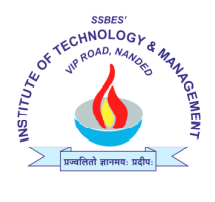 SSBES'
INSTITUTE OF TECHNOLOGY & MANAGEMENT
VIP ROAD, NANDED
प्रज्वलितो ज्ञानमयः प्रदीपः